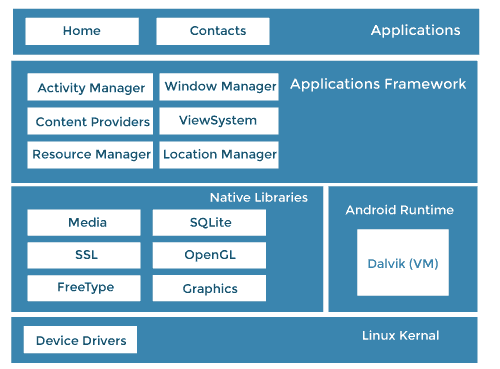 Home
Contacts
Applications
Activity Manager
Window Manager
Applications Framework
Content Providers
ViewSystem
Resource Manager
Location Manager
Native Libraries
Media
SQLite
SSL
OpenGL
FreeType
Graphics
Android Runtime
Dalvik (VM)
Linux Kernal
Device Drivers